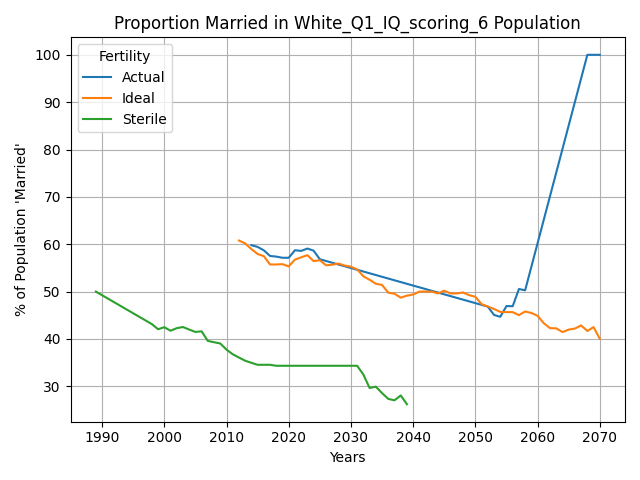 Proportion Married in White_Q1_IQ_scoring_6 Population
Fertility
Actual
Ideal
Sterile
% of Population 'Married'
100
90
80
70
60
50
40
30
1990
2000
2010
2020
2030
2040
2050
2060
2070
Years